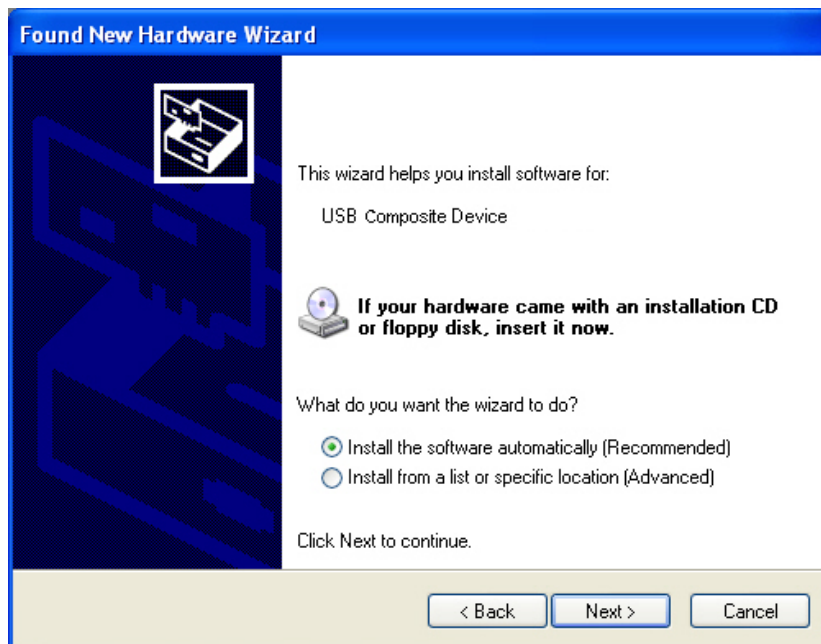 Found New Hardware Wizard
This wizard helps you install software for:
USB Composite Device
If your hardware came with an installation CD
or floppy disk, insert it now.
What do you want the wizard to do?
Install the software automatically (Recommended)
Install from a list or specific location (Advanced)
Click Next to continue.
< Back Next > Cancel